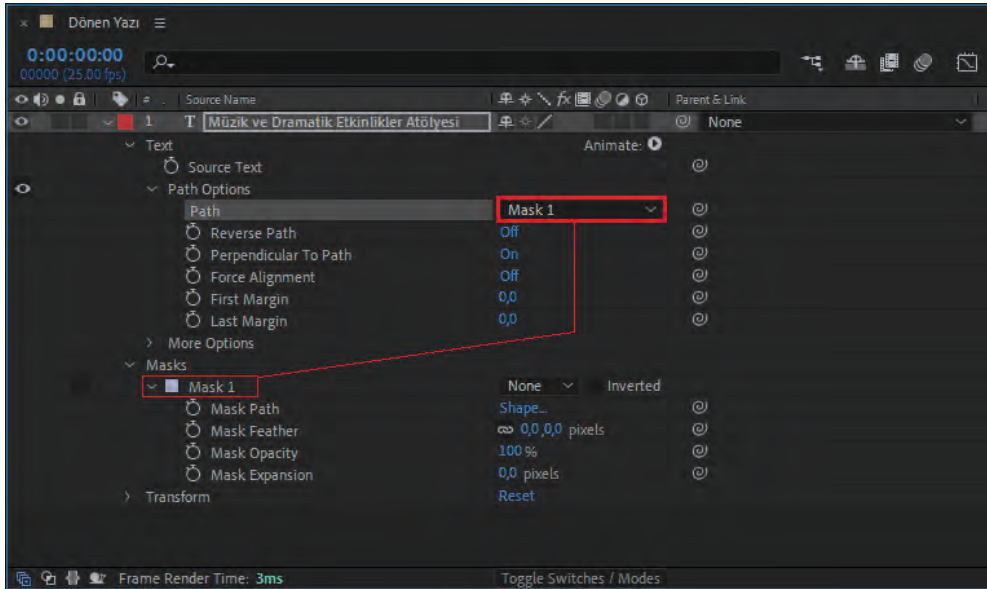 Dönen Yazı
0:00:00:00
00000 (25.00 fps)
# Source Name fx Parent & Link
1 T Müzik ve Dramatik Etkinlikler Atölyesi None
Text Animate:
Source Text
Path Options
Path Mask 1
Reverse Path Off
Perpendicular To Path On
Force Alignment Off
First Margin 0,0
Last Margin 0,0
More Options
Masks
Mask 1 None Inverted
Mask Path Shape...
Mask Feather 0,0,0,0 pixels
Mask Opacity 100 %
Mask Expansion 0,0 pixels
Transform Reset
Frame Render Time: 3ms Toggle Switches / Modes